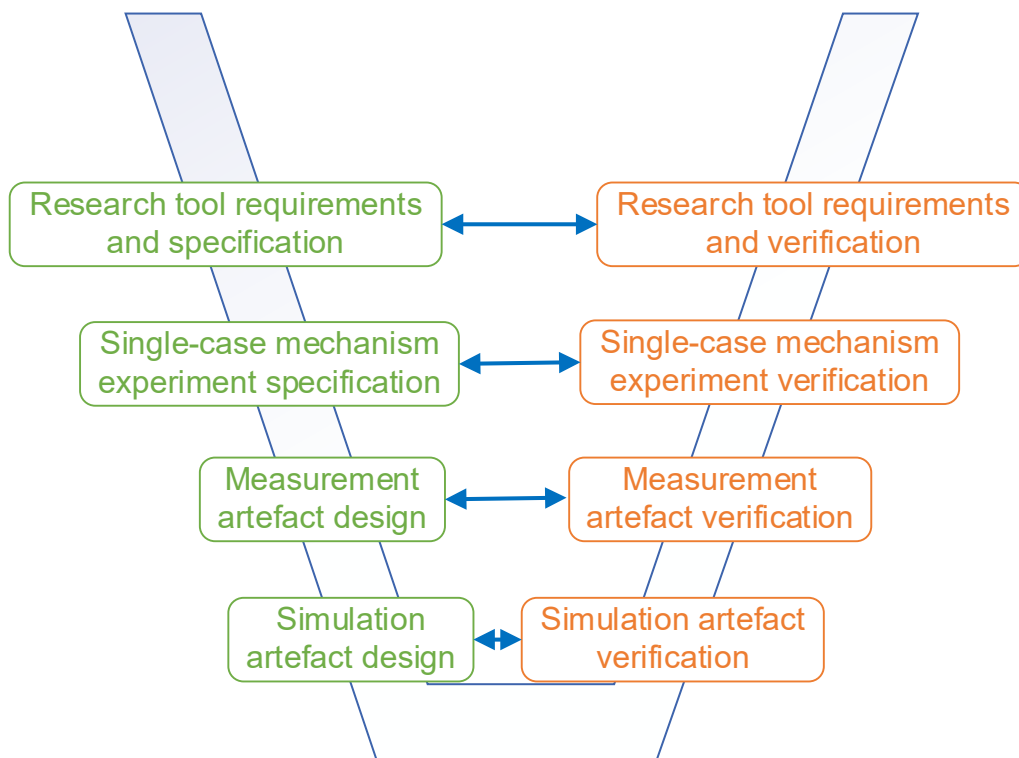 Research tool requirements
and specification
Research tool requirements
and verification
Single-case mechanism
experiment specification
Single-case mechanism
experiment verification
Measurement
artefact design
Measurement
artefact verification
Simulation
artefact design
Simulation artefact
verification